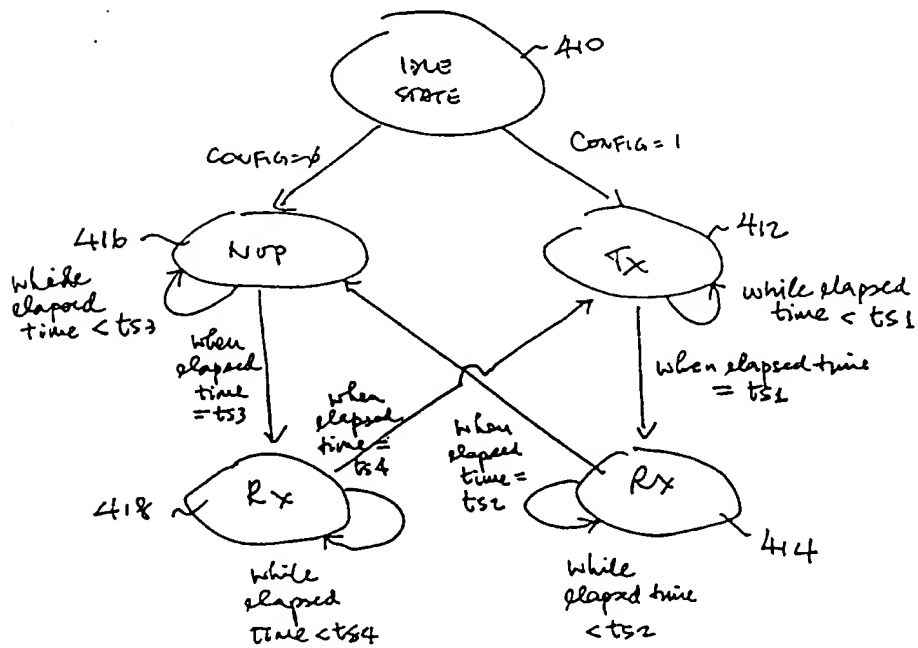 IDLE
STATE
410
CONFIG=0
CONFIG = 1
416
NOP
412
Tx
while
elapsed
time < ts3
while elapsed
time < ts1
when
elapsed
time
= ts3
when elapsed time
= ts1
when
elapsed
time =
ts4
when
elapsed
time =
ts2
418
Rx
Rx
414
while
elapsed
time < ts4
while
elapsed time
< ts2